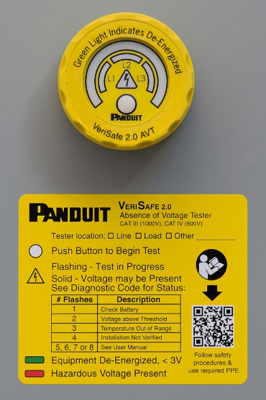 Green Light Indicates De-Energized
L2
L1 L3
VeriSafe 2.0 AVT
PANDUIT VERISAFE 2.0
Absence of Voltage Tester
CAT III (1000V), CAT IV (600V)
Tester location: Line Load Other
Push Button to Begin Test
Flashing - Test in Progress
Solid - Voltage may be Present
See Diagnostic Code for Status:
# Flashes Description
1 Check Battery
2 Voltage above Threshold
3 Temperature Out of Range
4 Installation Not Verified
5, 6, 7 or 8 See User Manual
Equipment De-Energized, < 3V
Hazardous Voltage Present
Follow safety
procedures &
use required PPE